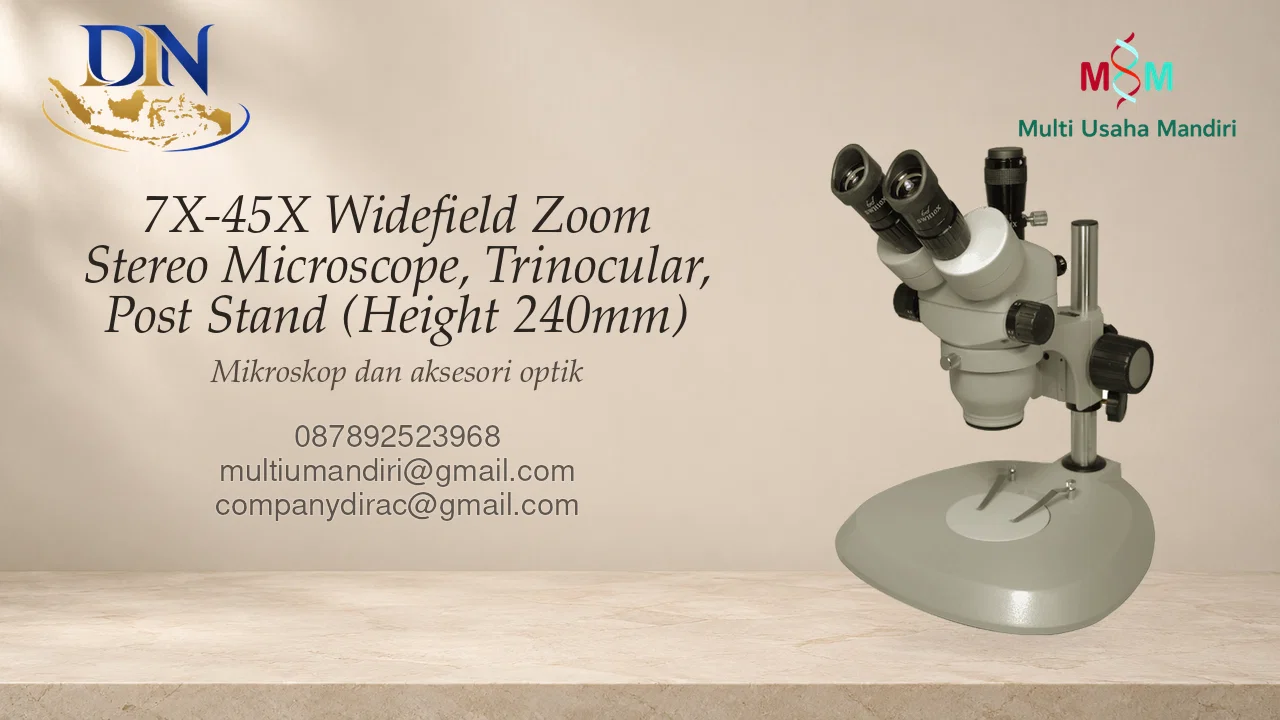 DN
M M
Multi Usaha Mandiri
7X-45X Widefield Zoom
Stereo Microscope, Trinocular,
Post Stand (Height 240mm)
Mikroskop dan aksesori optik
087892523968
multiumandiri@gmail.com
companydirac@gmail.com